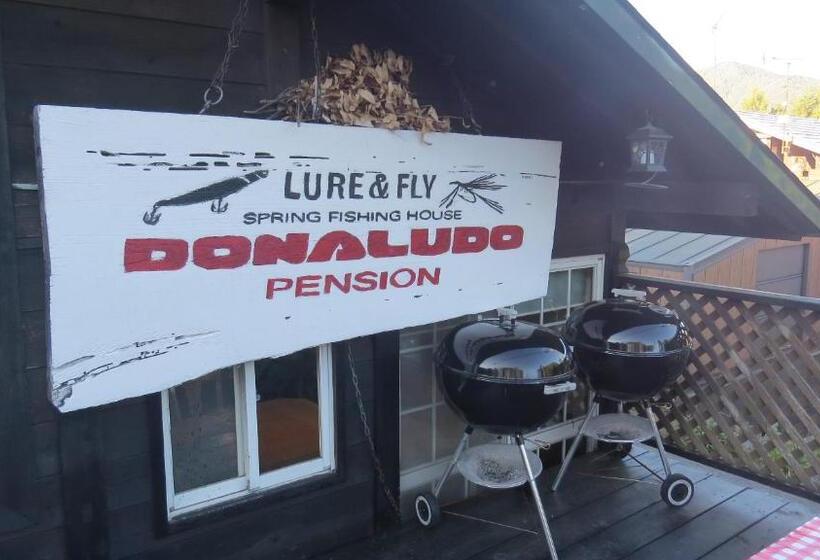 LURE & FLY
SPRING FISHING HOUSE
DONALUDO
PENSION